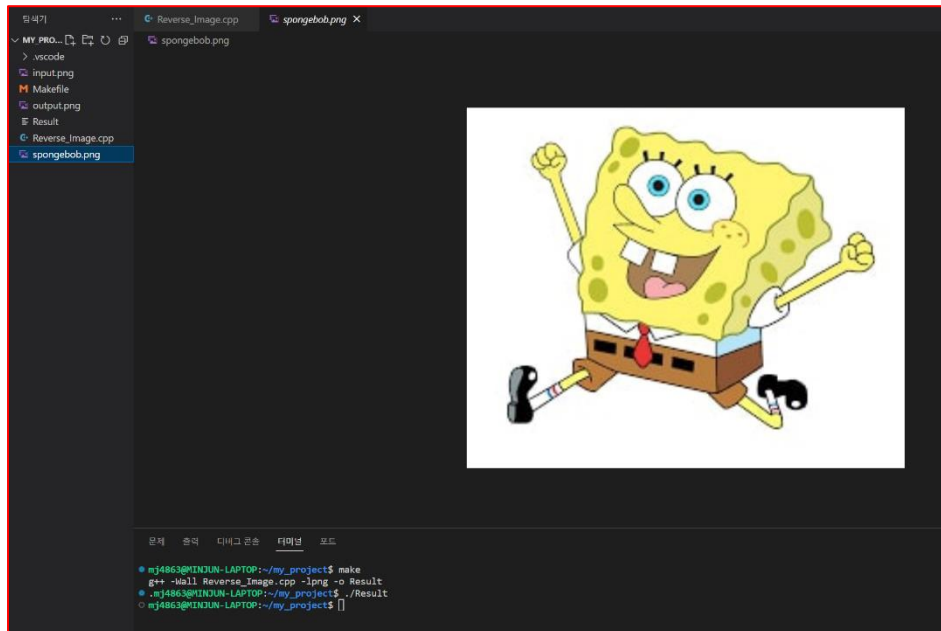 탐색기 ···
Reverse_Image.cpp
spongebob.png
MY_PRO...
spongebob.png
.vscode
input.png
Makefile
output.png
Result
Reverse_Image.cpp
spongebob.png
문제 출력 디버그 콘솔 터미널 포트
mj4863@MINJUN-LAPTOP:~/my_project$ make
g++ -Wall Reverse_Image.cpp -lpng -o Result
.mj4863@MINJUN-LAPTOP:~/my_project$ ./Result
mj4863@MINJUN-LAPTOP:~/my_project$